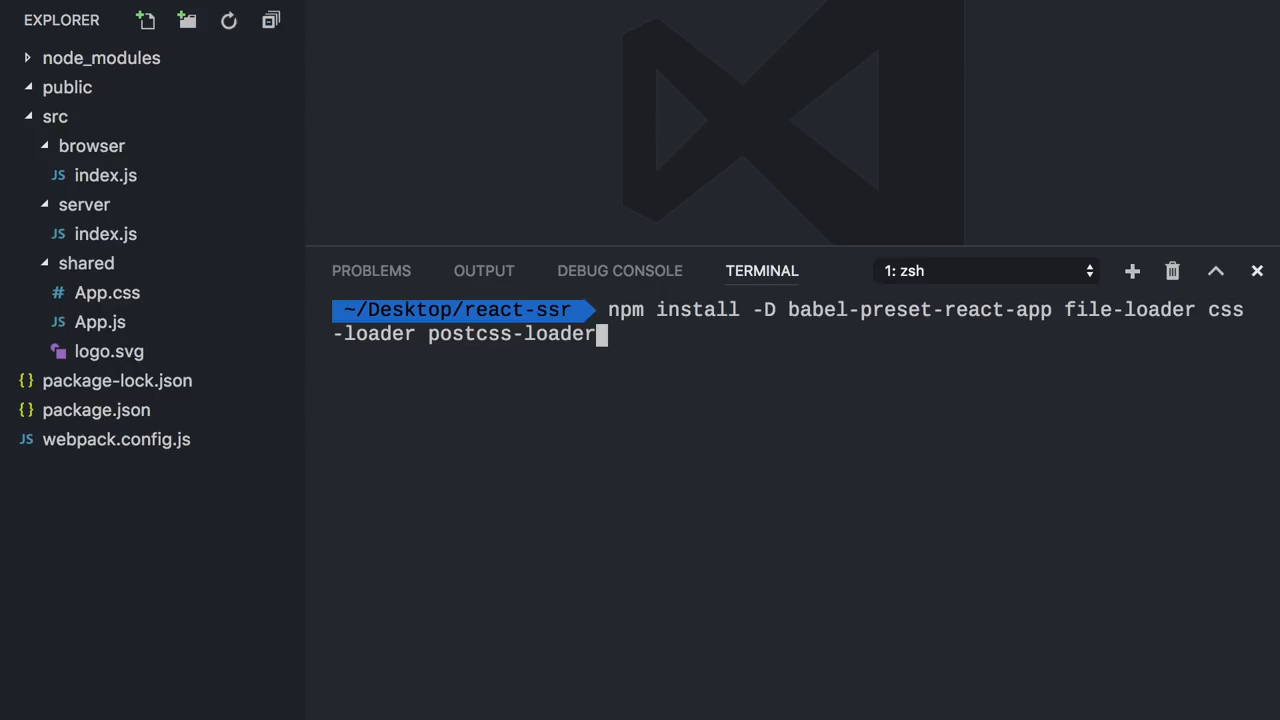 EXPLORER
node_modules
public
src
browser
JS index.js
server
JS index.js
shared
# App.css
JS App.js
logo.svg
{} package-lock.json
{} package.json
JS webpack.config.js
PROBLEMS OUTPUT DEBUG CONSOLE TERMINAL 1: zsh
~/Desktop/react-ssr npm install -D babel-preset-react-app file-loader css
-loader postcss-loader